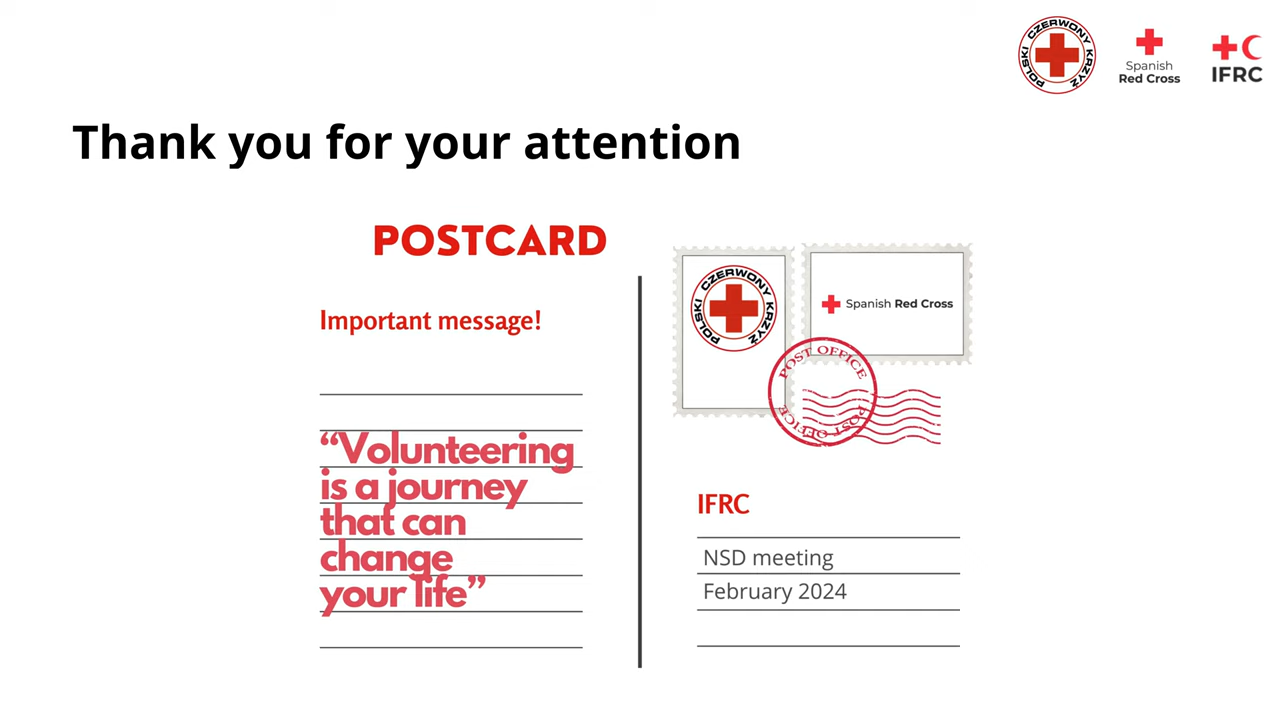 POLSKI CZERWONY KRZYŻ
Spanish
Red Cross
IFRC
Thank you for your attention
POSTCARD
Important message!
“Volunteering
is a journey
that can
change
your life”
POLSKI CZERWONY KRZYŻ
Spanish Red Cross
POST OFFICE
POST OFFICE
IFRC
NSD meeting
February 2024